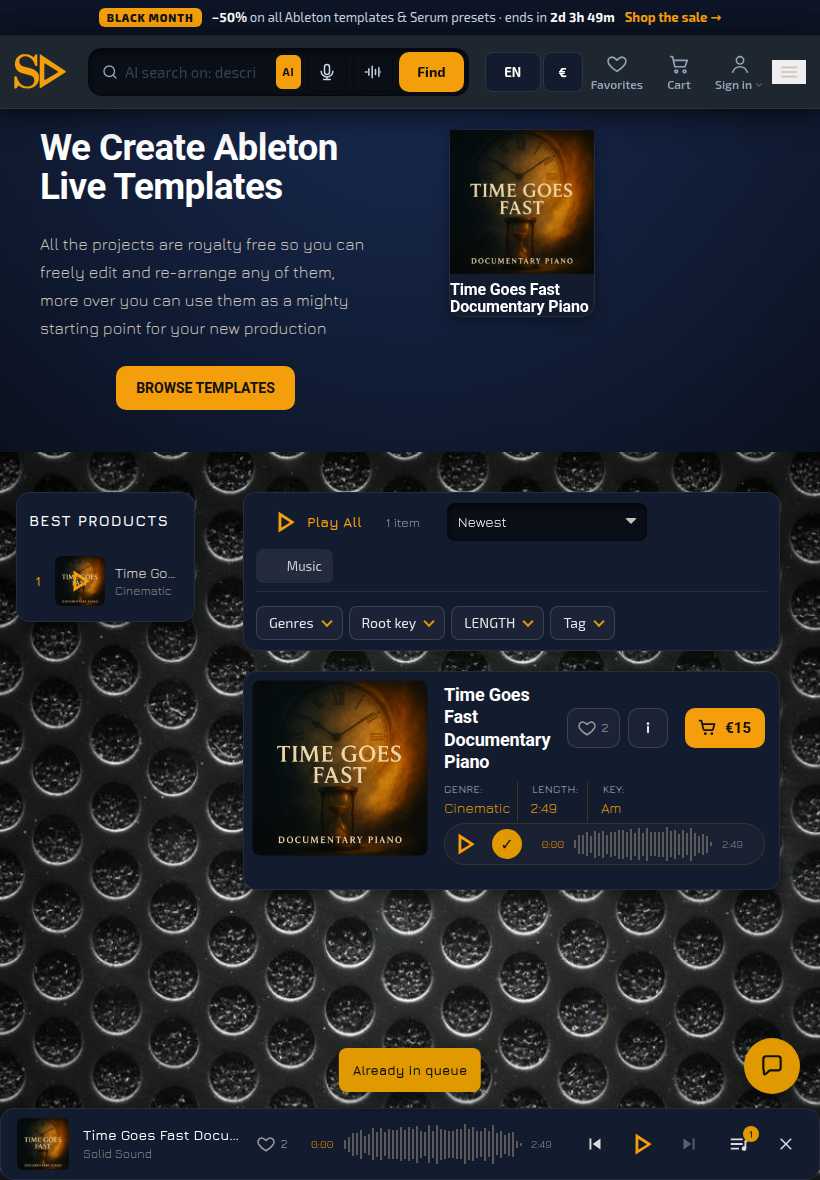 BLACK MONTH −50% on all Ableton templates & Serum presets · ends in 2d 3h 49m Shop the sale →
S
AI search on: descri AI Find EN € Favorites Cart Sign in
We Create Ableton
Live Templates
All the projects are royalty free so you can
freely edit and re-arrange any of them,
more over you can use them as a mighty
starting point for your new production
BROWSE TEMPLATES
TIME GOES
FAST
DOCUMENTARY PIANO
Time Goes Fast
Documentary Piano
BEST PRODUCTS
1 Time Go...
Cinematic
TIME GOES
FAST
Play All 1 item Newest
Music
Genres Root key LENGTH Tag
TIME GOES
FAST
DOCUMENTARY PIANO
Time Goes
Fast
Documentary
Piano
2 i €15
GENRE: LENGTH: KEY:
Cinematic 2:49 Am
✓ 0:00 2:49
Already in queue
TIME GOES
FAST
Time Goes Fast Docu...
Solid Sound
2 0:00 2:49 1